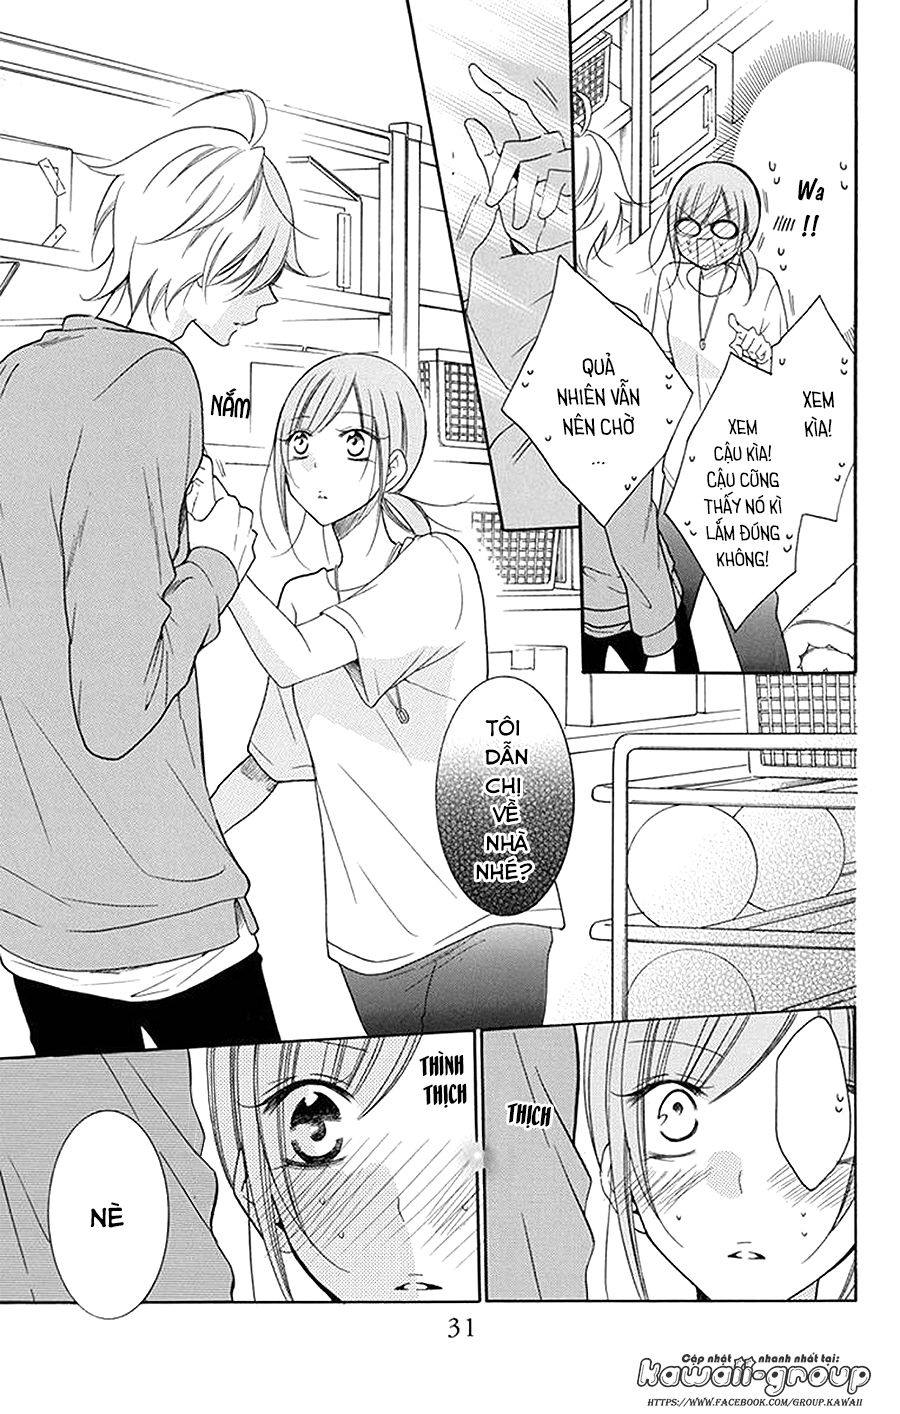 Wa
!!
XEM
KÌA!
XEM
CẬU KÌA!
CẬU CŨNG
THẤY NÓ KÌ
LẮM ĐÚNG
KHÔNG!
QUẢ
NHIÊN VẪN
NÊN CHỜ
...
NẮM
TÔI
DẪN
CHỊ
VỀ
NHÀ
NHÉ?
THỊCH
THÌNH
THỊCH
NÈ
31
Cập nhật nhanh nhất tại:
kawaii-group
HTTPS://WWW.FACEBOOK.COM/GROUP.KAWAII